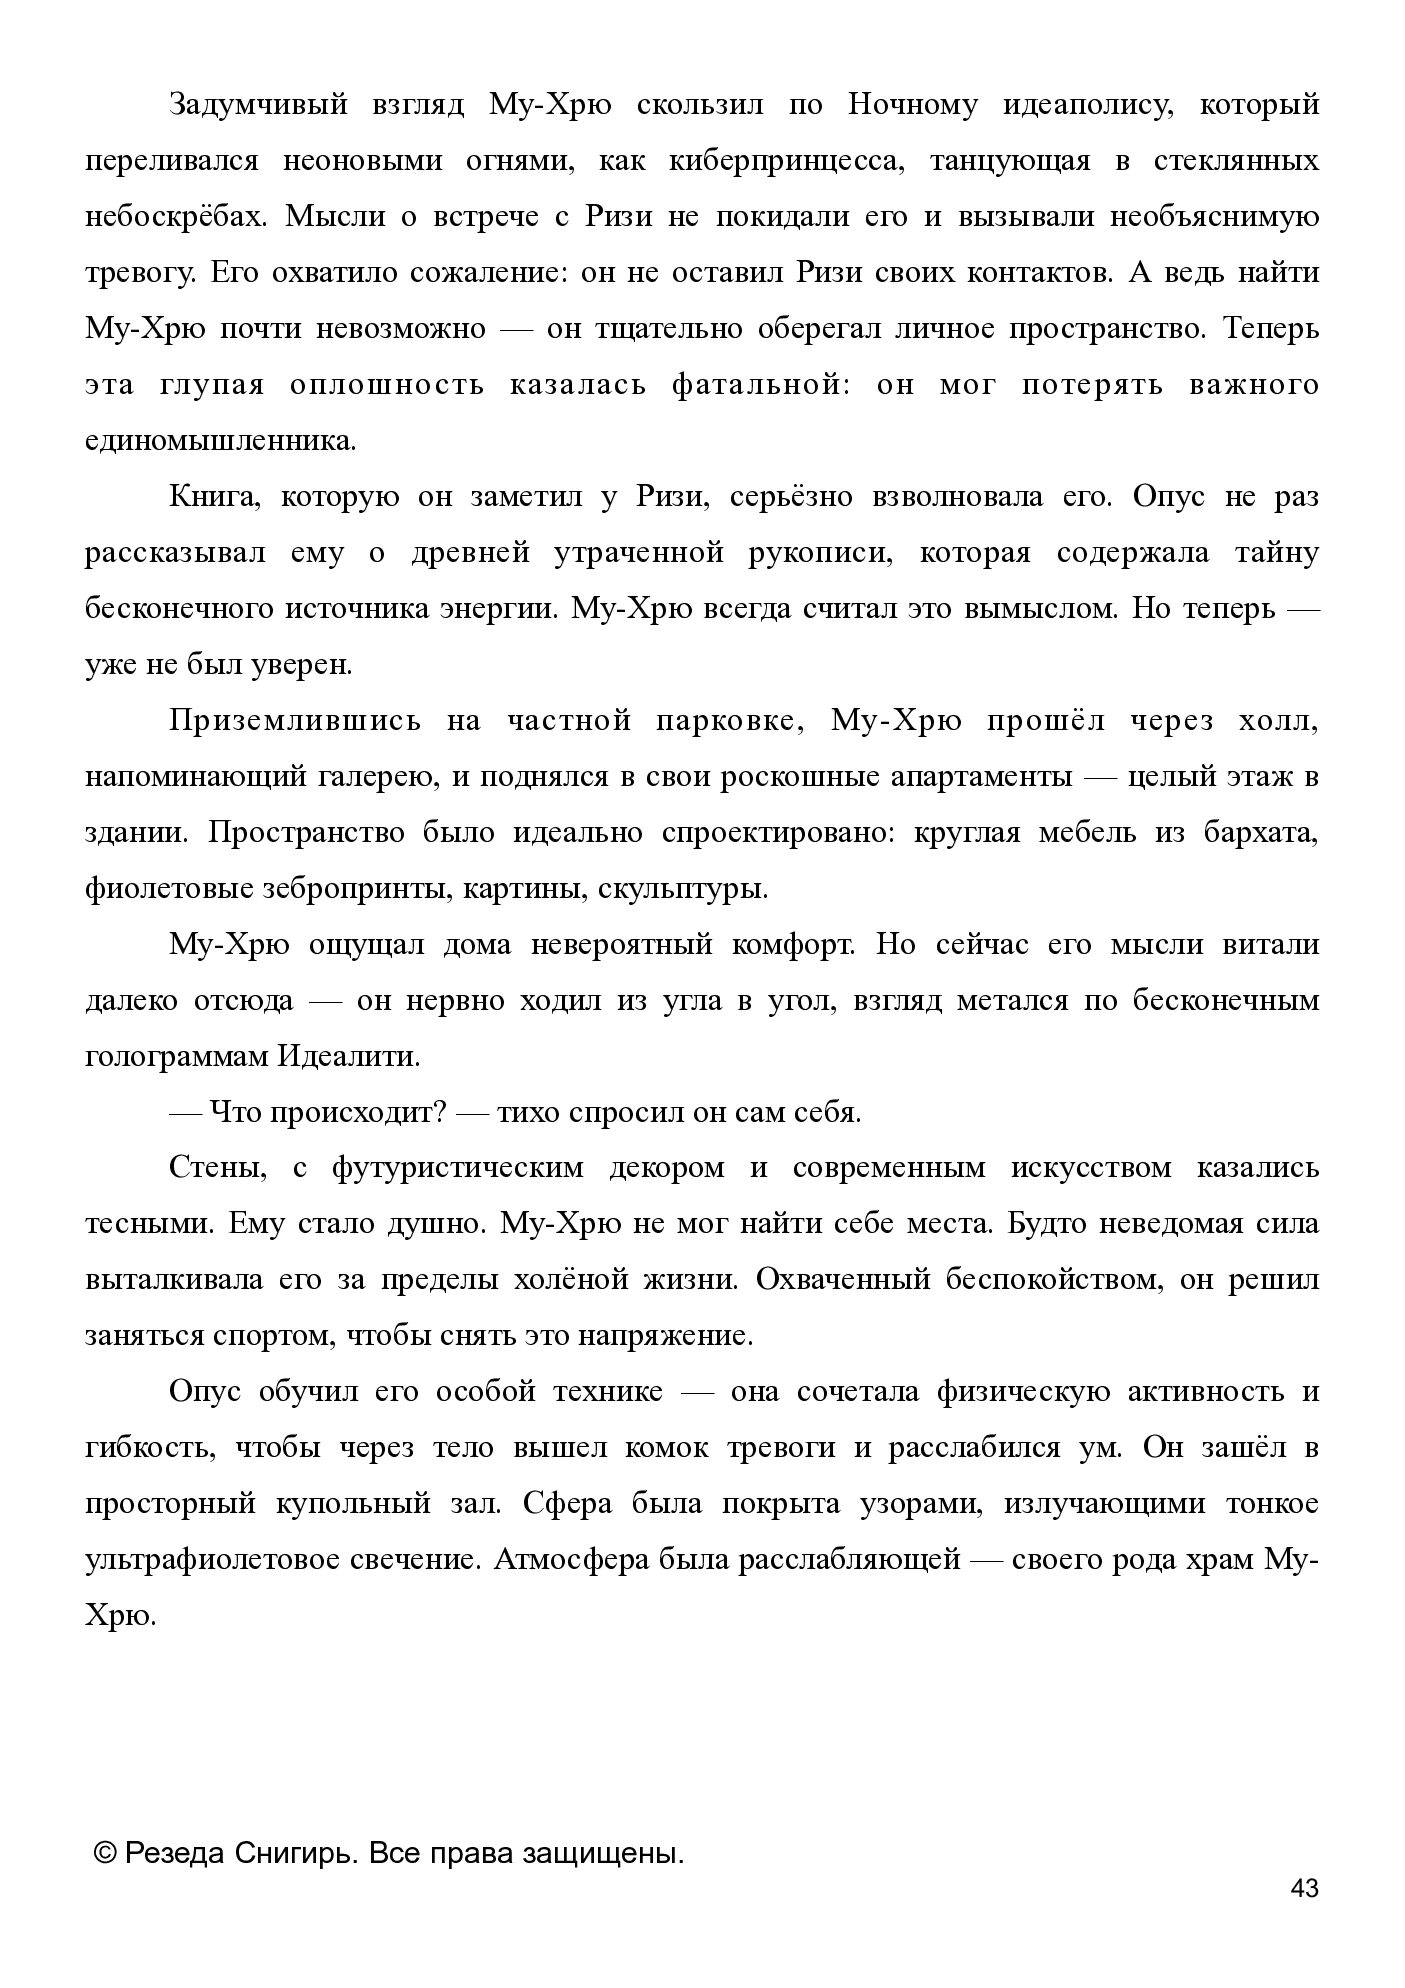 Задумчивый взгляд Му-Хрю скользил по Ночному идеаполису, который
переливался неоновыми огнями, как киберпринцесса, танцующая в стеклянных
небоскрёбах. Мысли о встрече с Ризи не покидали его и вызывали необъяснимую
тревогу. Его охватило сожаление: он не оставил Ризи своих контактов. А ведь найти
Му-Хрю почти невозможно — он тщательно оберегал личное пространство. Теперь
эта глупая оплошность казалась фатальной: он мог потерять важного
единомышленника.
Книга, которую он заметил у Ризи, серьёзно взволновала его. Опус не раз
рассказывал ему о древней утраченной рукописи, которая содержала тайну
бесконечного источника энергии. Му-Хрю всегда считал это вымыслом. Но теперь —
уже не был уверен.
Приземлившись на частной парковке, Му-Хрю прошёл через холл,
напоминающий галерею, и поднялся в свои роскошные апартаменты — целый этаж в
здании. Пространство было идеально спроектировано: круглая мебель из бархата,
фиолетовые зебропринты, картины, скульптуры.
Му-Хрю ощущал дома невероятный комфорт. Но сейчас его мысли витали
далеко отсюда — он нервно ходил из угла в угол, взгляд метался по бесконечным
голограммам Идеалити.
— Что происходит? — тихо спросил он сам себя.
Стены, с футуристическим декором и современным искусством казались
тесными. Ему стало душно. Му-Хрю не мог найти себе места. Будто неведомая сила
выталкивала его за пределы холёной жизни. Охваченный беспокойством, он решил
заняться спортом, чтобы снять это напряжение.
Опус обучил его особой технике — она сочетала физическую активность и
гибкость, чтобы через тело вышел комок тревоги и расслабился ум. Он зашёл в
просторный купольный зал. Сфера была покрыта узорами, излучающими тонкое
ультрафиолетовое свечение. Атмосфера была расслабляющей — своего рода храм Му-
Хрю.
© Резеда Снигирь. Все права защищены.
43